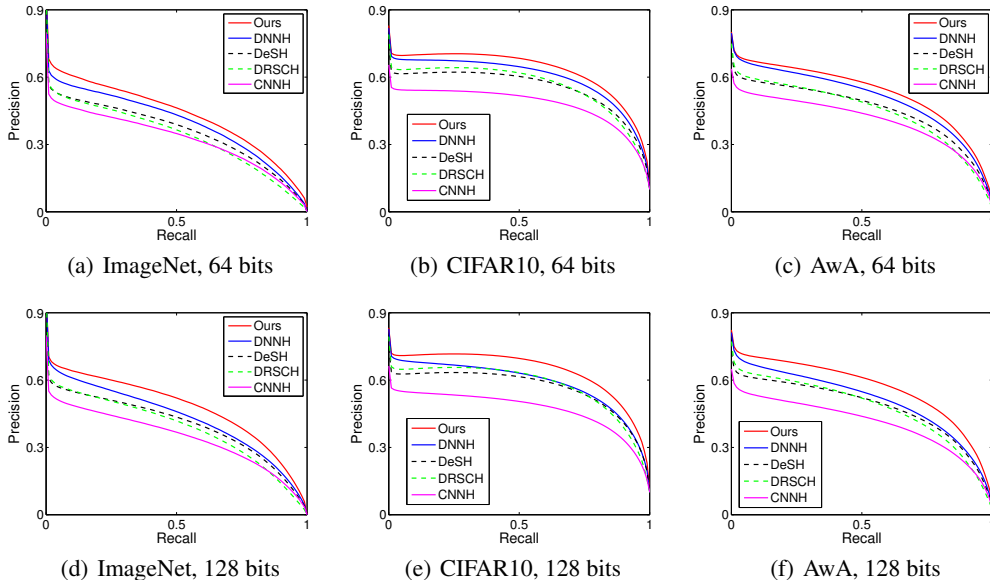 0.9
0.6
0.3
0
0
0.5
1
Precision
Recall
Ours
DNNH
DeSH
DRSCH
CNNH
(a) ImageNet, 64 bits
0.9
0.6
0.3
0
0
0.5
1
Precision
Recall
Ours
DNNH
DeSH
DRSCH
CNNH
(b) CIFAR10, 64 bits
0.9
0.6
0.3
0
0
0.5
1
Precision
Recall
Ours
DNNH
DeSH
DRSCH
CNNH
(c) AwA, 64 bits
0.9
0.6
0.3
0
0
0.5
1
Precision
Recall
Ours
DNNH
DeSH
DRSCH
CNNH
(d) ImageNet, 128 bits
0.9
0.6
0.3
0
0
0.5
1
Precision
Recall
Ours
DNNH
DeSH
DRSCH
CNNH
(e) CIFAR10, 128 bits
0.9
0.6
0.3
0
0
0.5
1
Precision
Recall
Ours
DNNH
DeSH
DRSCH
CNNH
(f) AwA, 128 bits